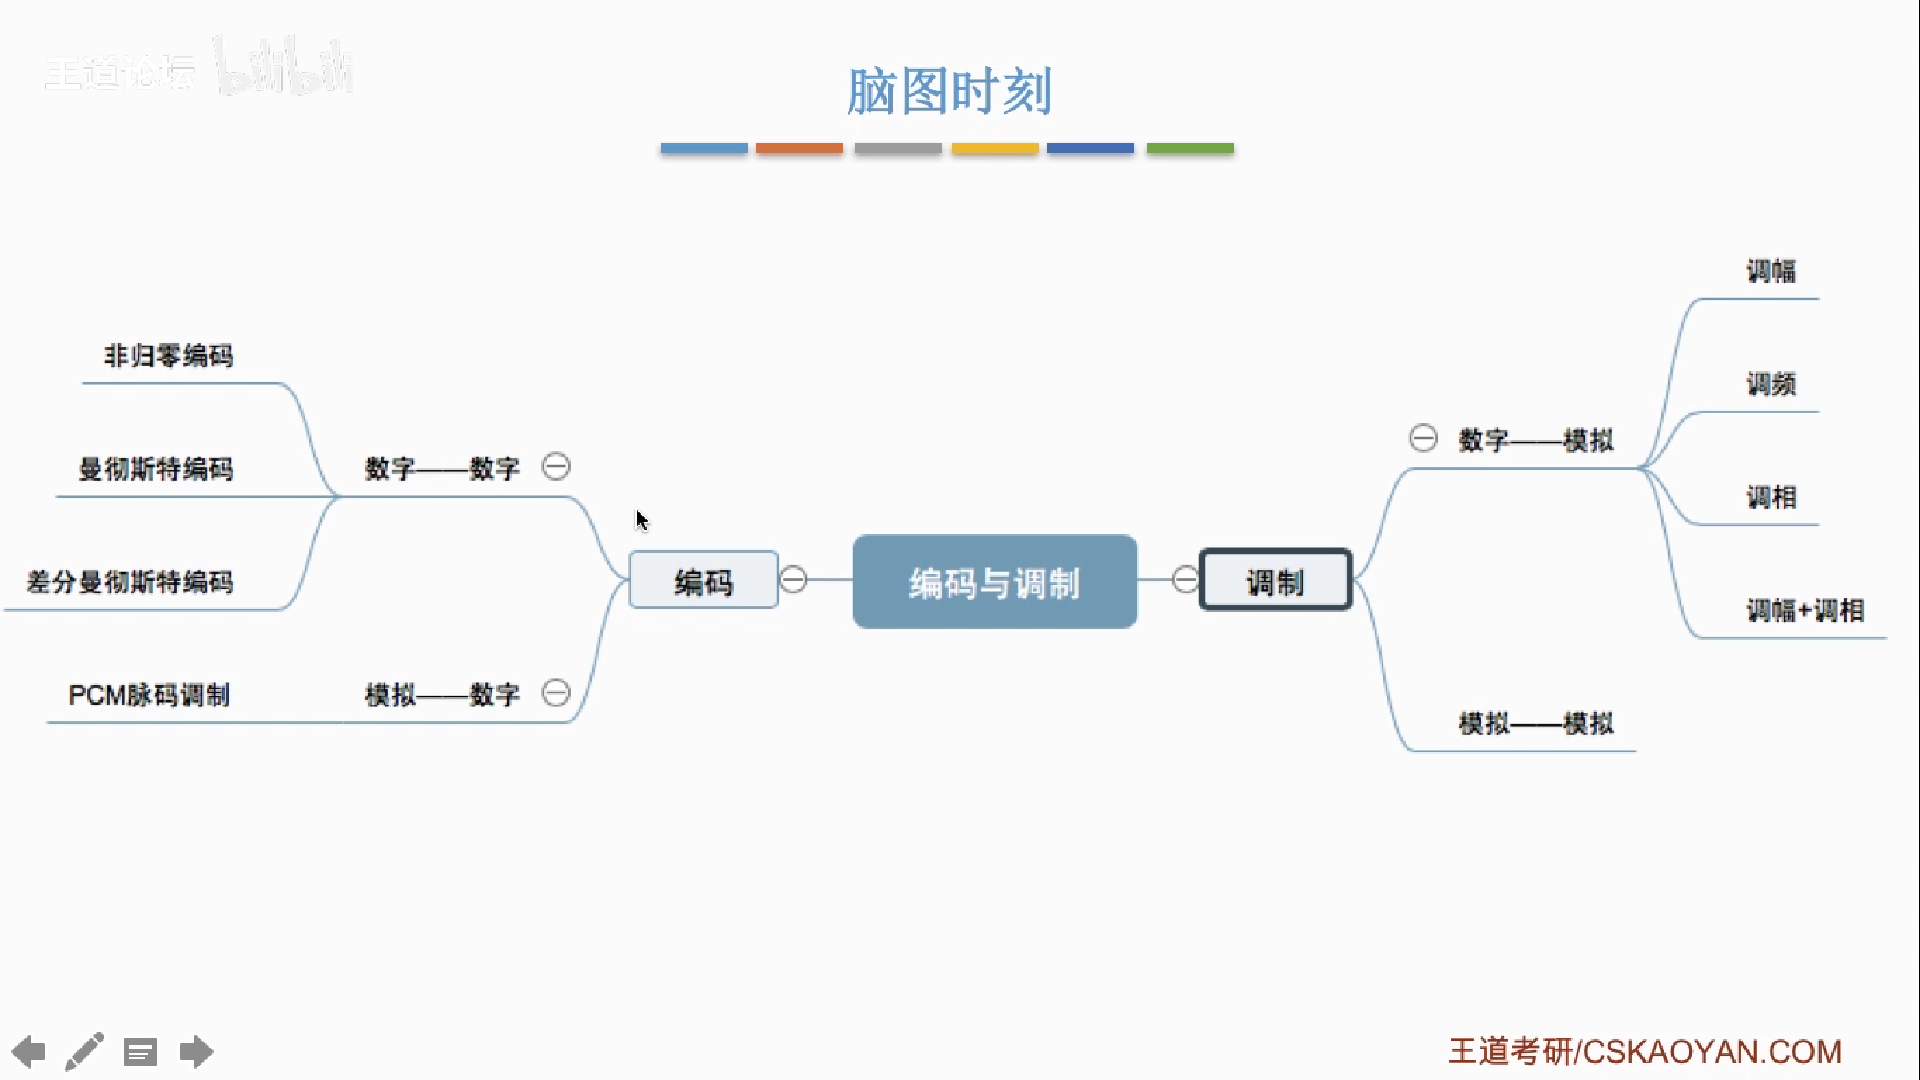 王道论坛 bilibili
脑图时刻
非归零编码
曼彻斯特编码
差分曼彻斯特编码
数字——数字
PCM脉码调制
模拟——数字
编码
编码与调制
调制
数字——模拟
调幅
调频
调相
调幅+调相
模拟——模拟
王道考研/CSKAOYAN.COM